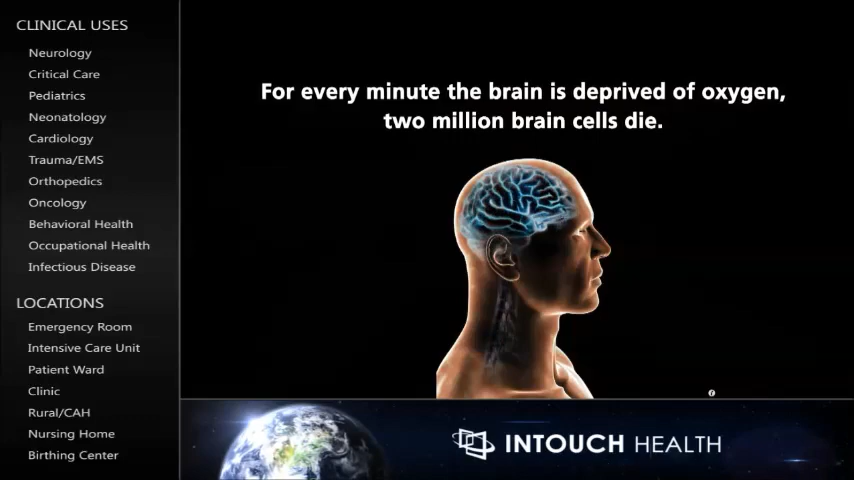 CLINICAL USES
Neurology
Critical Care
Pediatrics
Neonatology
Cardiology
Trauma/EMS
Orthopedics
Oncology
Behavioral Health
Occupational Health
Infectious Disease
LOCATIONS
Emergency Room
Intensive Care Unit
Patient Ward
Clinic
Rural/CAH
Nursing Home
Birthing Center
For every minute the brain is deprived of oxygen,
two million brain cells die.
INTOUCH HEALTH